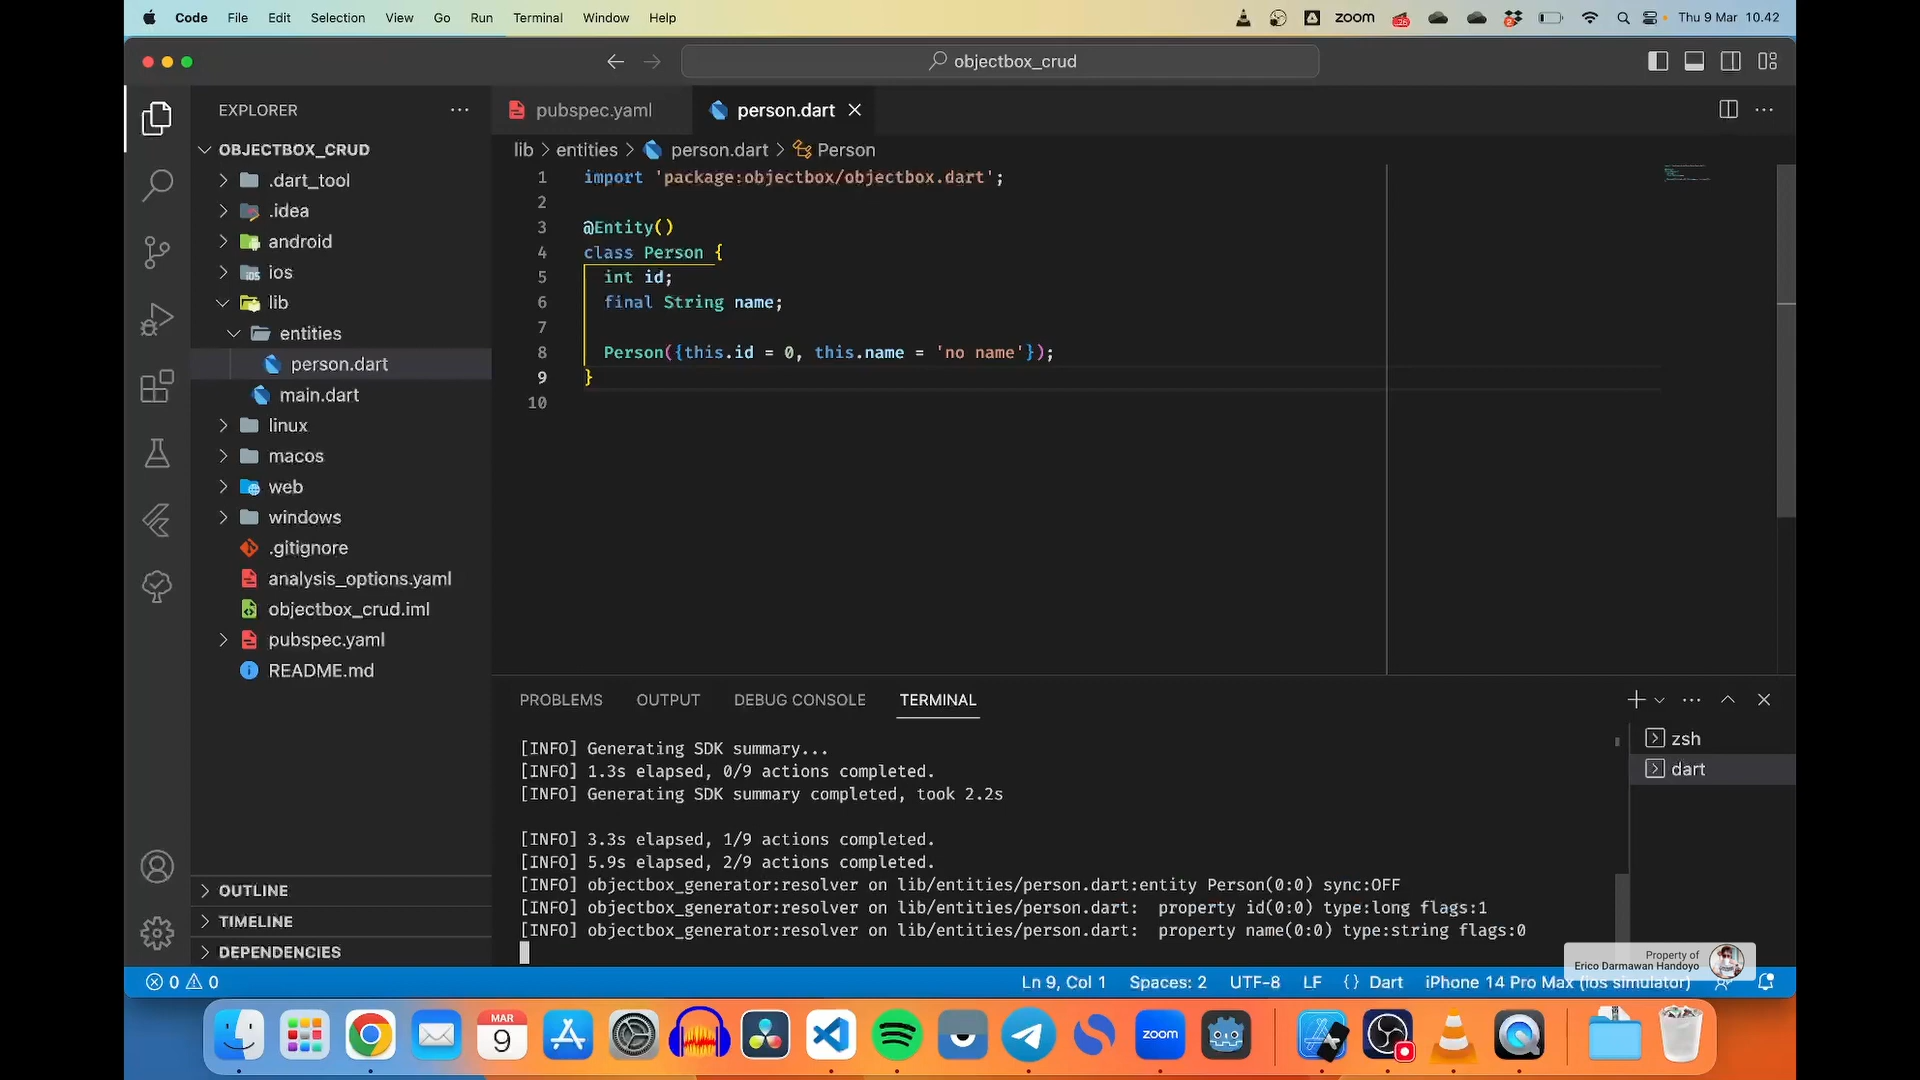 Code File Edit Selection View Go Run Terminal Window Help zoom Thu 9 Mar 10.42
objectbox_crud
EXPLORER
pubspec.yaml person.dart
OBJECTBOX_CRUD
.dart_tool
.idea
android
ios
lib
entities
person.dart
main.dart
linux
macos
web
windows
.gitignore
analysis_options.yaml
objectbox_crud.iml
pubspec.yaml
README.md
OUTLINE
TIMELINE
DEPENDENCIES
lib > entities > person.dart > Person
1 import 'package:objectbox/objectbox.dart';
2
3 @Entity()
4 class Person {
5 int id;
6 final String name;
7
8 Person({this.id = 0, this.name = 'no name'});
9 }
10
PROBLEMS OUTPUT DEBUG CONSOLE TERMINAL
[INFO] Generating SDK summary...
[INFO] 1.3s elapsed, 0/9 actions completed.
[INFO] Generating SDK summary completed, took 2.2s
[INFO] 3.3s elapsed, 1/9 actions completed.
[INFO] 5.9s elapsed, 2/9 actions completed.
[INFO] objectbox_generator:resolver on lib/entities/person.dart:entity Person(0:0) sync:OFF
[INFO] objectbox_generator:resolver on lib/entities/person.dart:  property id(0:0) type:long flags:1
[INFO] objectbox_generator:resolver on lib/entities/person.dart:  property name(0:0) type:string flags:0
zsh
dart
Property of
Erico Darmawan Handoyo
0 0 Ln 9, Col 1 Spaces: 2 UTF-8 LF {} Dart iPhone 14 Pro Max (ios simulator)
MAR
9
zoom